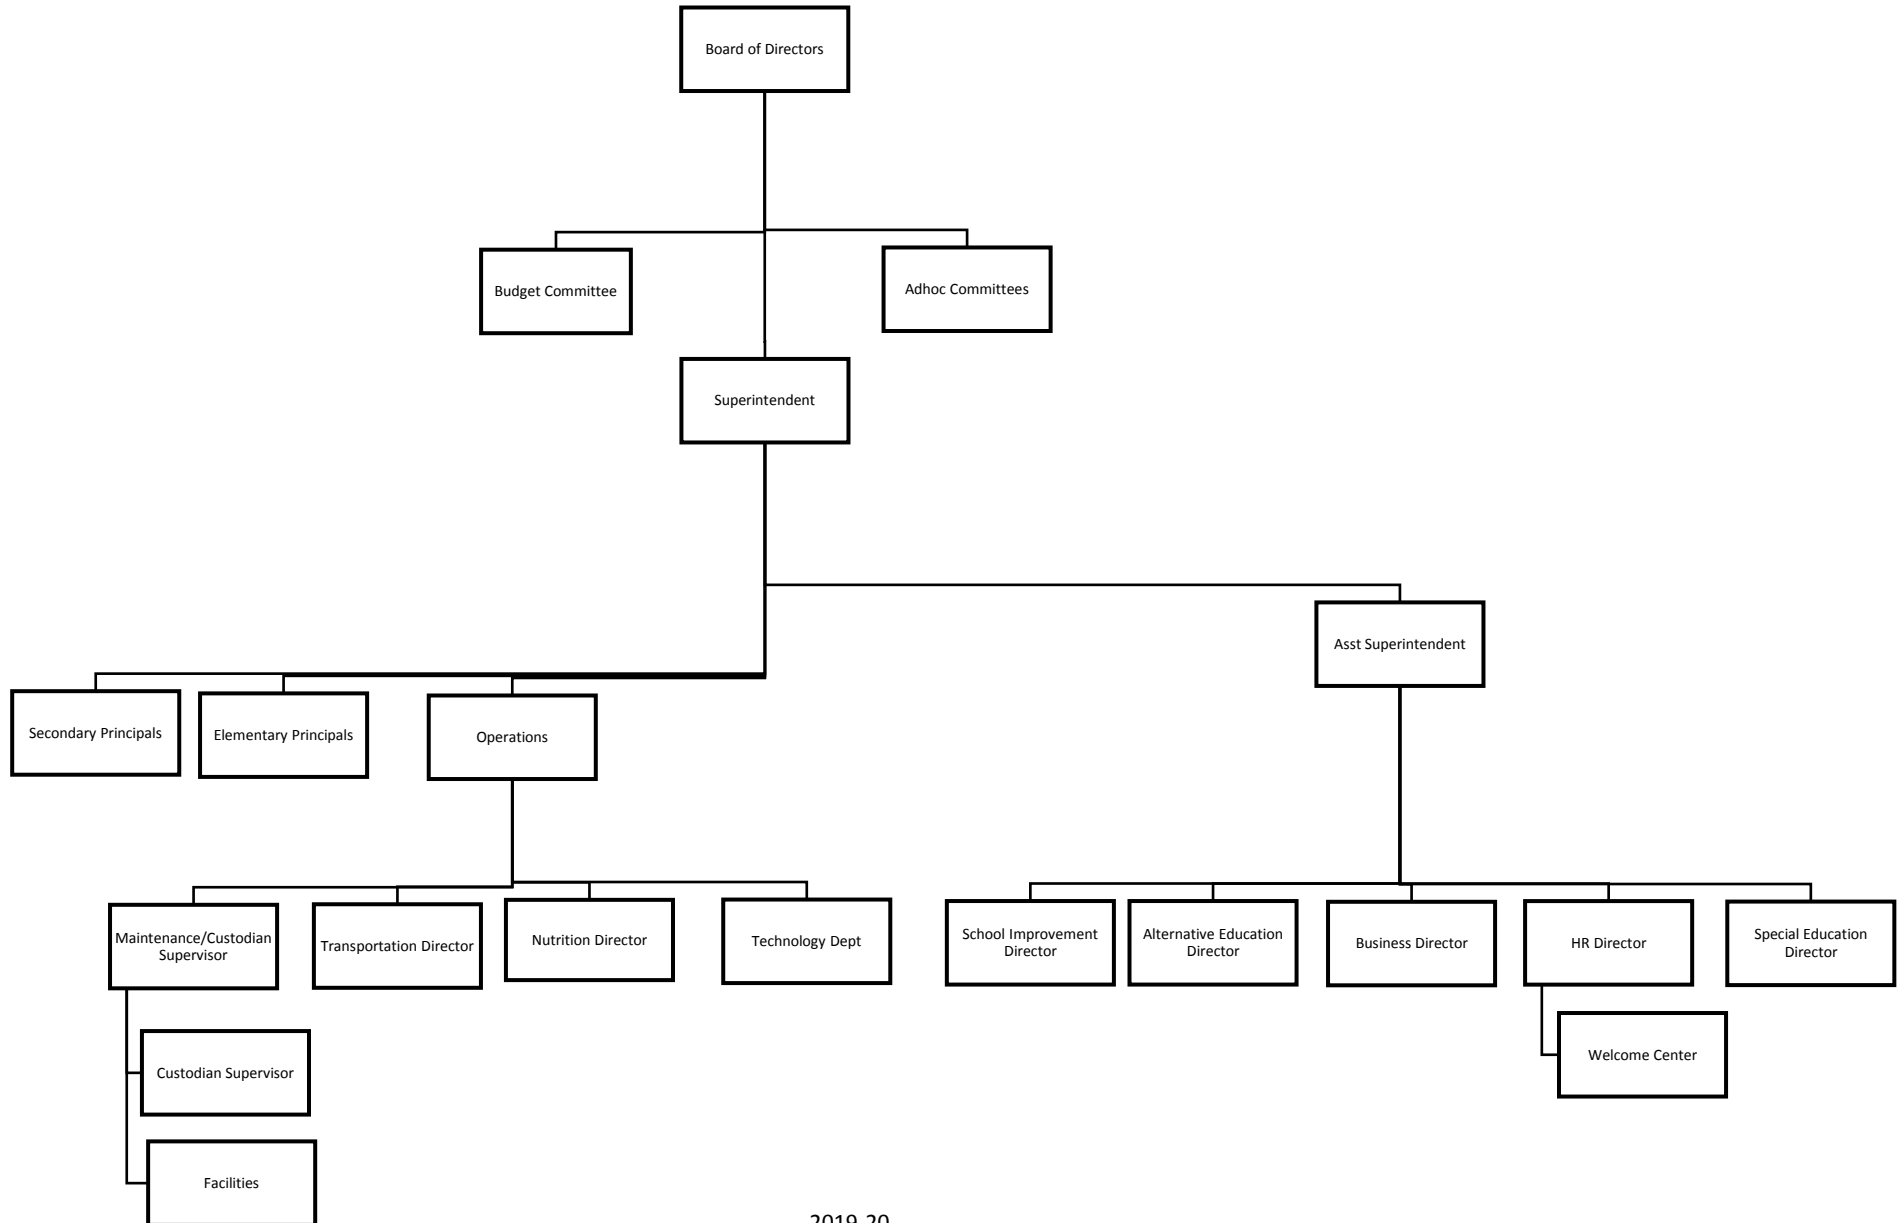 Board of Directors
Budget Committee
Adhoc Committees
Superintendent
Asst Superintendent
Secondary Principals
Elementary Principals
Operations
Maintenance/Custodian
Supervisor
Transportation Director
Nutrition Director
Technology Dept
School Improvement
Director
Alternative Education
Director
Business Director
HR Director
Special Education
Director
Custodian Supervisor
Welcome Center
Facilities
2019-20